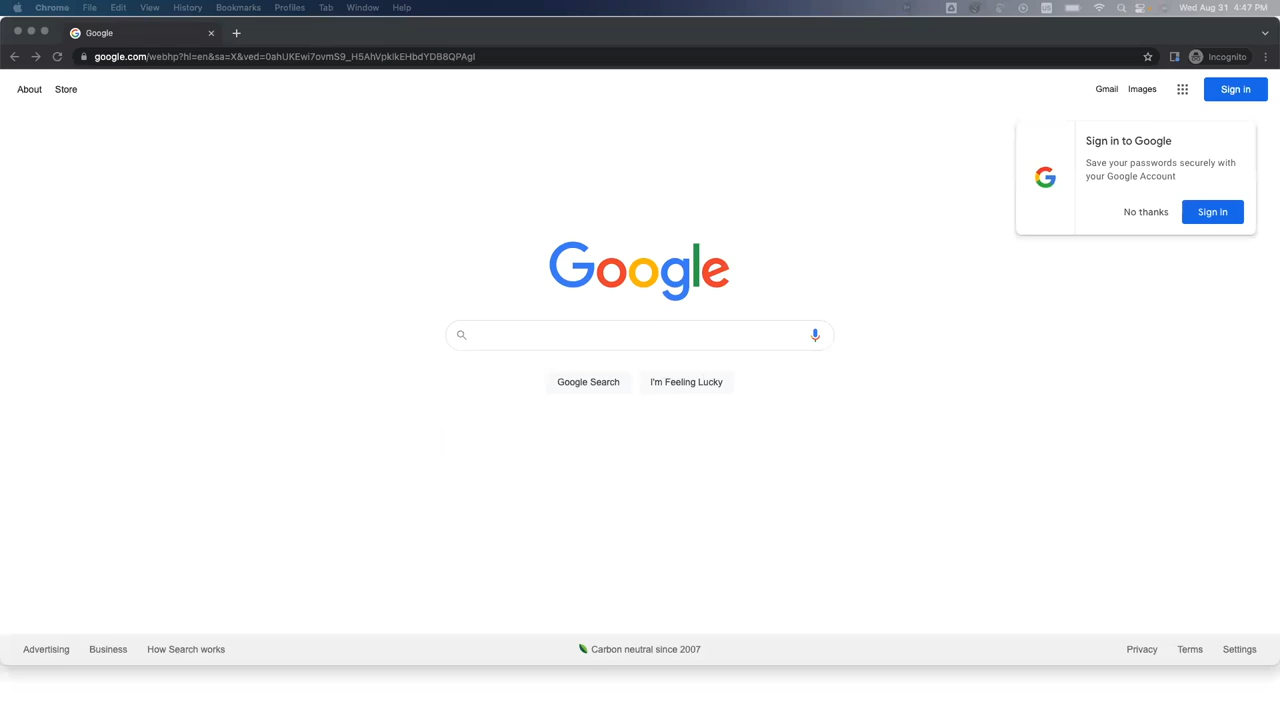 Chrome File Edit View History Bookmarks Profiles Tab Window Help Wed Aug 31 4:47 PM
Google
google.com/webhp?hl=en&sa=X&ved=0ahUKEwi7ovmS9_H5AhVpklkEHbdYDB8QPAgI Incognito
About Store Gmail Images Sign in
Sign in to Google
Save your passwords securely with
your Google Account
No thanks Sign in
Google
Google Search I'm Feeling Lucky
Advertising Business How Search works Carbon neutral since 2007 Privacy Terms Settings